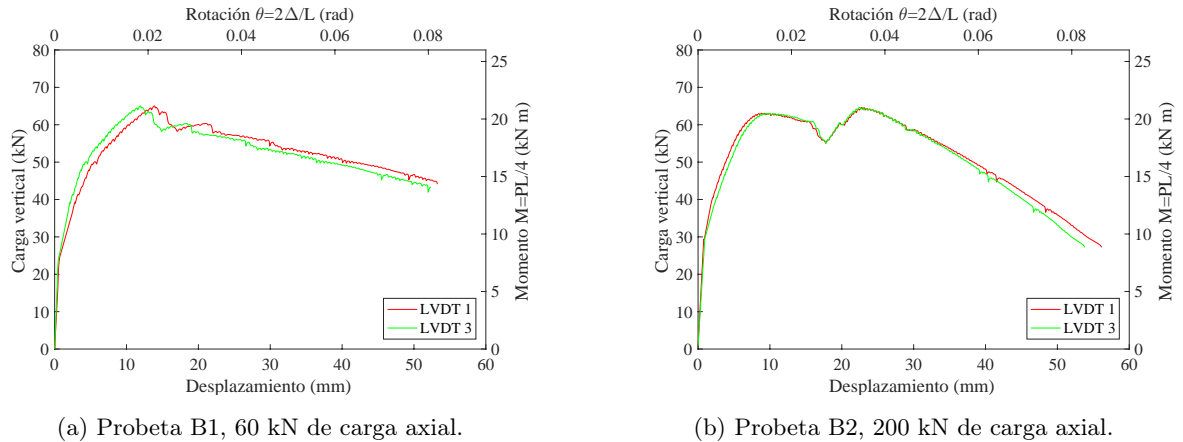 Rotación θ=2Δ/L (rad)
0 0.02 0.04 0.06 0.08
80
70
60
50
40
30
20
10
0
Carga vertical (kN)
25
20
15
10
5
0
Momento M=PL/4 (kN m)
LVDT 1
LVDT 3
0 10 20 30 40 50 60
Desplazamiento (mm)
(a) Probeta B1, 60 kN de carga axial.
Rotación θ=2Δ/L (rad)
0 0.02 0.04 0.06 0.08
80
70
60
50
40
30
20
10
0
Carga vertical (kN)
25
20
15
10
5
0
Momento M=PL/4 (kN m)
LVDT 1
LVDT 3
0 10 20 30 40 50 60
Desplazamiento (mm)
(b) Probeta B2, 200 kN de carga axial.